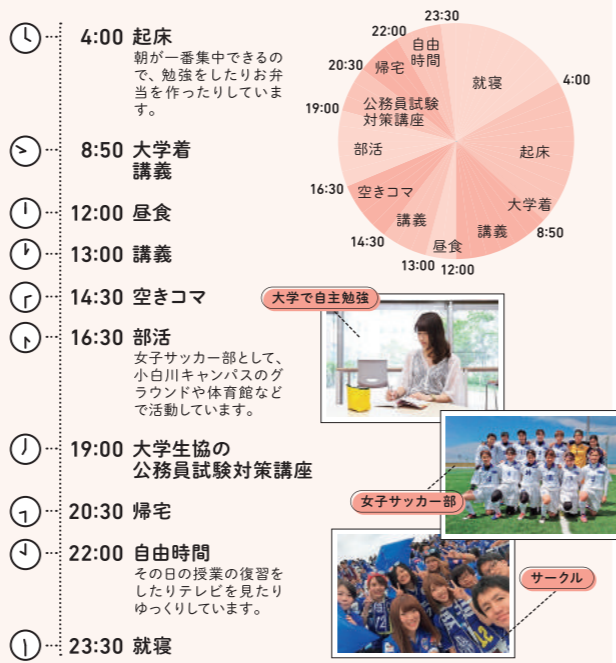 4:00 起床
朝が一番集中できるの
で、勉強をしたりお弁
当を作ったりしていま
す。
8:50 大学着
講義
12:00 昼食
13:00 講義
14:30 空きコマ
16:30 部活
女子サッカー部として、
小白川キャンパスのグ
ラウンドや体育館など
で活動しています。
19:00 大学生協の
公務員試験対策講座
20:30 帰宅
22:00 自由時間
その日の授業の復習を
したりテレビを見たり
ゆっくりしています。
23:30 就寝
23:30
就寝
4:00
起床
大学着
8:50
講義
12:00
昼食
13:00
講義
14:30
空きコマ
16:30
部活
19:00
公務員試験
対策講座
20:30
帰宅
22:00
自由
時間
大学で自主勉強
女子サッカー部
サークル